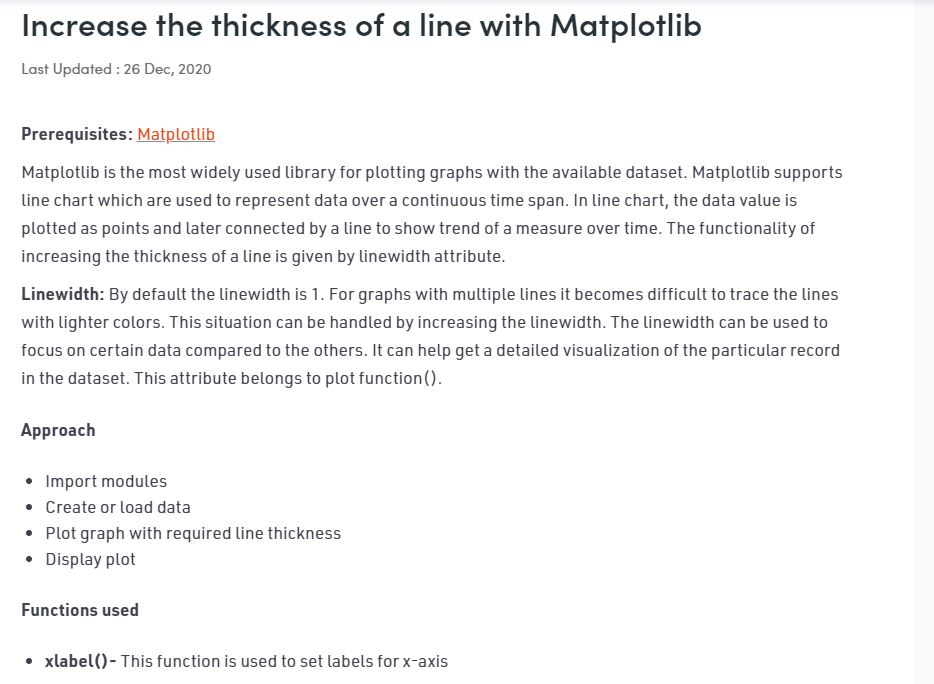 Increase the thickness of a line with Matplotlib
Last Updated : 26 Dec, 2020
Prerequisites: Matplotlib
Matplotlib is the most widely used library for plotting graphs with the available dataset. Matplotlib supports
line chart which are used to represent data over a continuous time span. In line chart, the data value is
plotted as points and later connected by a line to show trend of a measure over time. The functionality of
increasing the thickness of a line is given by linewidth attribute.
Linewidth: By default the linewidth is 1. For graphs with multiple lines it becomes difficult to trace the lines
with lighter colors. This situation can be handled by increasing the linewidth. The linewidth can be used to
focus on certain data compared to the others. It can help get a detailed visualization of the particular record
in the dataset. This attribute belongs to plot function().
Approach
• Import modules
• Create or load data
• Plot graph with required line thickness
• Display plot
Functions used
• xlabel()- This function is used to set labels for x-axis